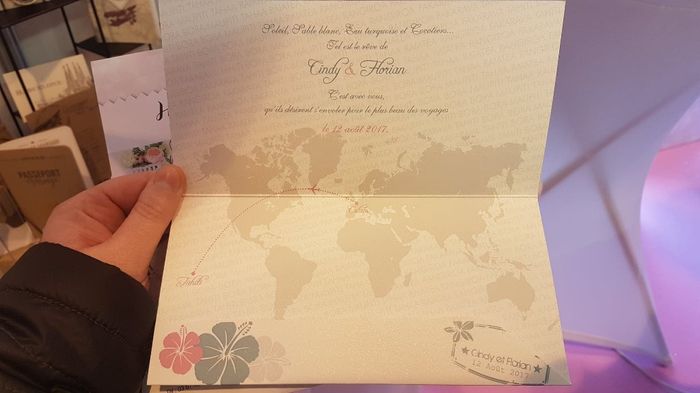 Soleil, Sable blanc, Eau turquoise et Cocotiers...
Tel est le rêve de
Cindy & Florian
C'est avec vous,
qu'ils désirent s'envoler pour le plus beau des voyages
le 12 août 2017.
Tahiti
Cindy et Florian
12 Août 2017
PASSEPORT